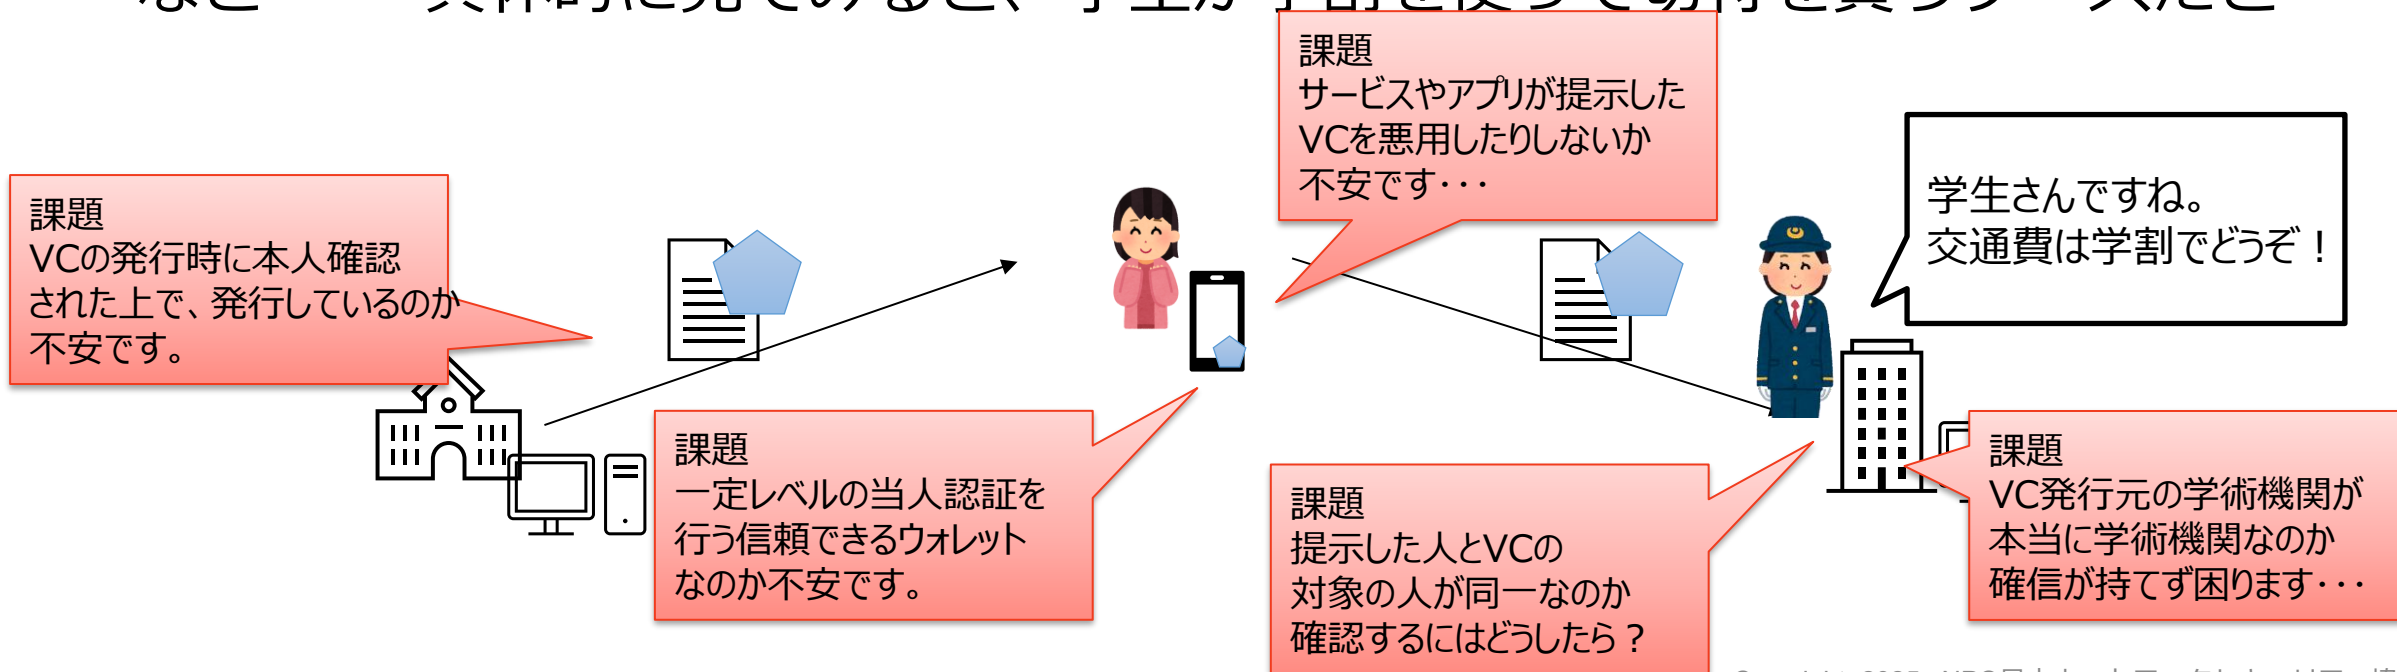 課題
サービスやアプリが提示した
VCを悪用したりしないか
不安です・・・
学生さんですね。
交通費は学割でどうぞ！
課題
VCの発行時に本人確認
された上で、発行しているのか
不安です。
課題
一定レベルの当人認証を
行う信頼できるウォレット
なのか不安です。
課題
提示した人とVCの
対象の人が同一なのか
確認するにはどうしたら？
課題
VC発行元の学術機関が
本当に学術機関なのか
確信が持てず困ります・・・